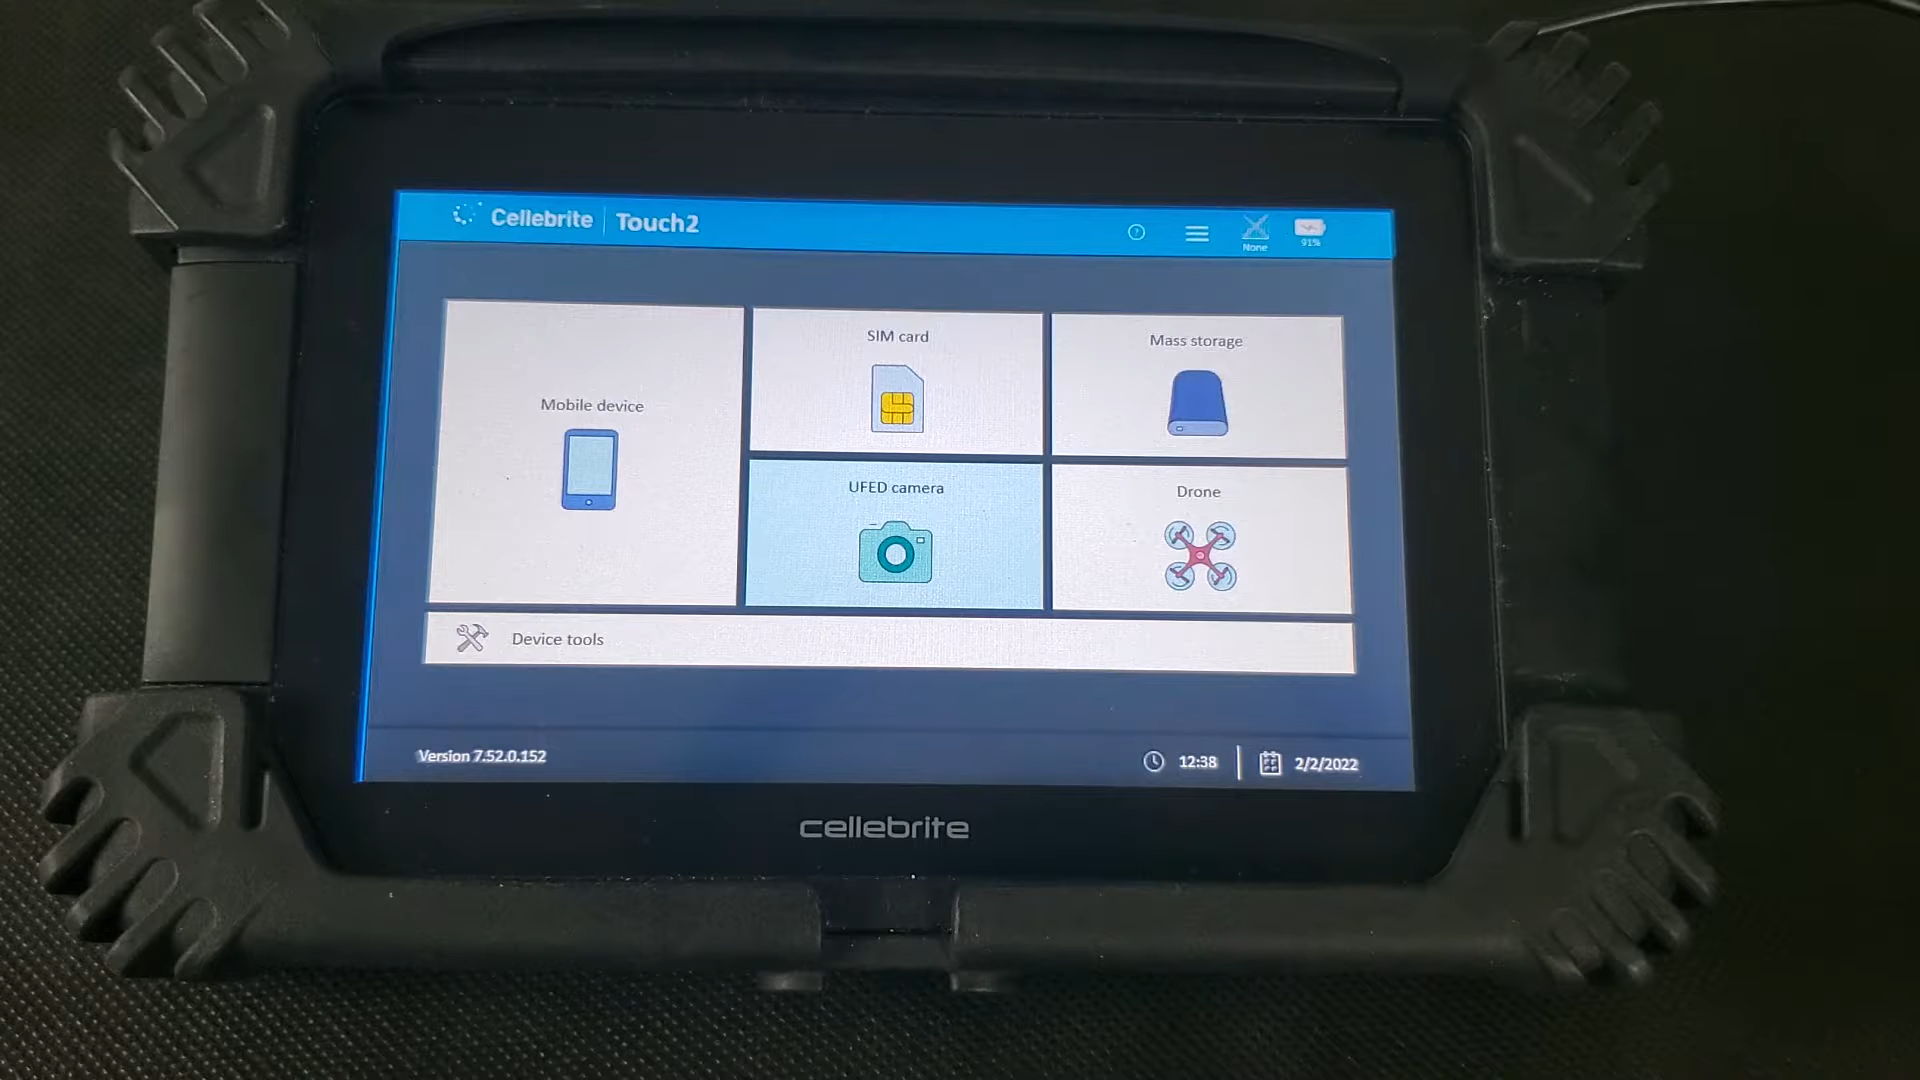 Cellebrite Touch2
None
91%
Mobile device
SIM card
Mass storage
UFED camera
Drone
Device tools
Version 7.52.0.152
12:38
2/2/2022
cellebrite